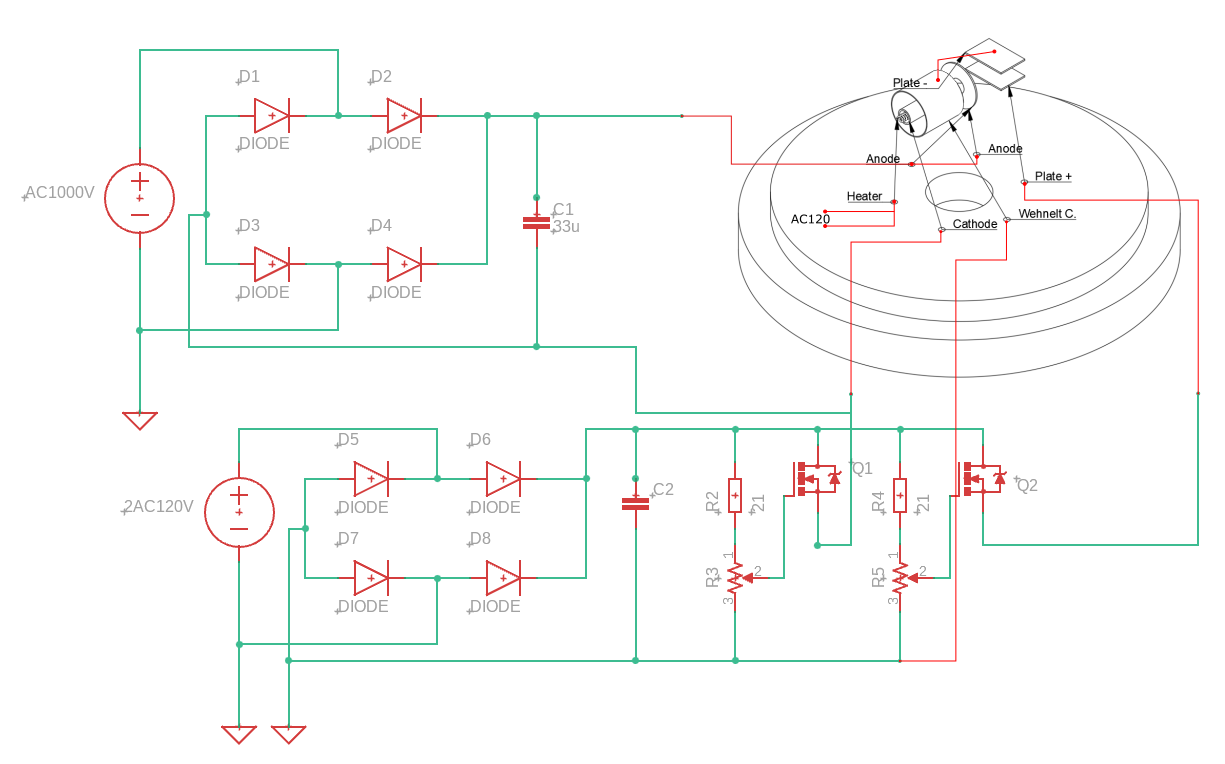 Plate -
D1
D2
DIODE
DIODE
Anode
Anode
Plate +
AC1000V
Heater
C1
33u
AC120
Wehnelt C.
Cathode
D3
D4
DIODE
DIODE
D5
D6
DIODE
DIODE
2AC120V
C2
R2
21
Q1
R4
21
Q2
D7
D8
DIODE
DIODE
R3
1
2
3
R5
1
2
3